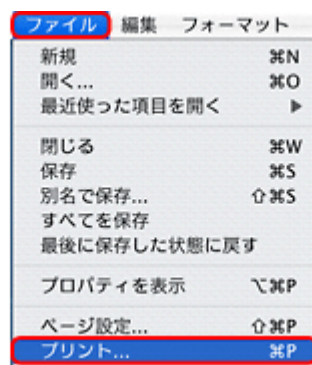 ファイル 編集 フォーマット
新規 ⌘N
開く... ⌘O
最近使った項目を開く ▶
閉じる ⌘W
保存 ⌘S
別名で保存... ⇧⌘S
すべてを保存
最後に保存した状態に戻す
プロパティを表示 ⌥⌘P
ページ設定... ⇧⌘P
プリント... ⌘P